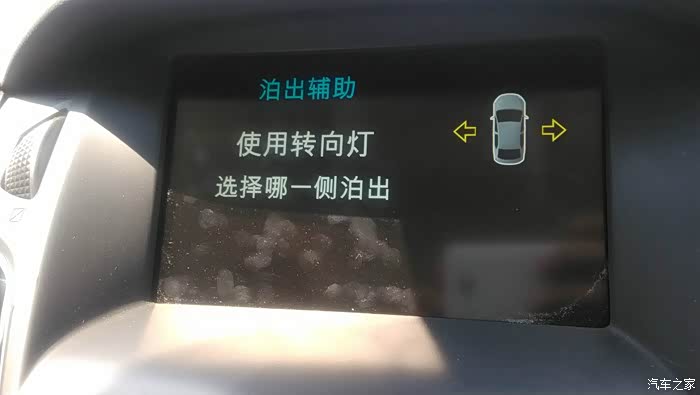 泊出辅助
使用转向灯
选择哪一侧泊出
汽车之家